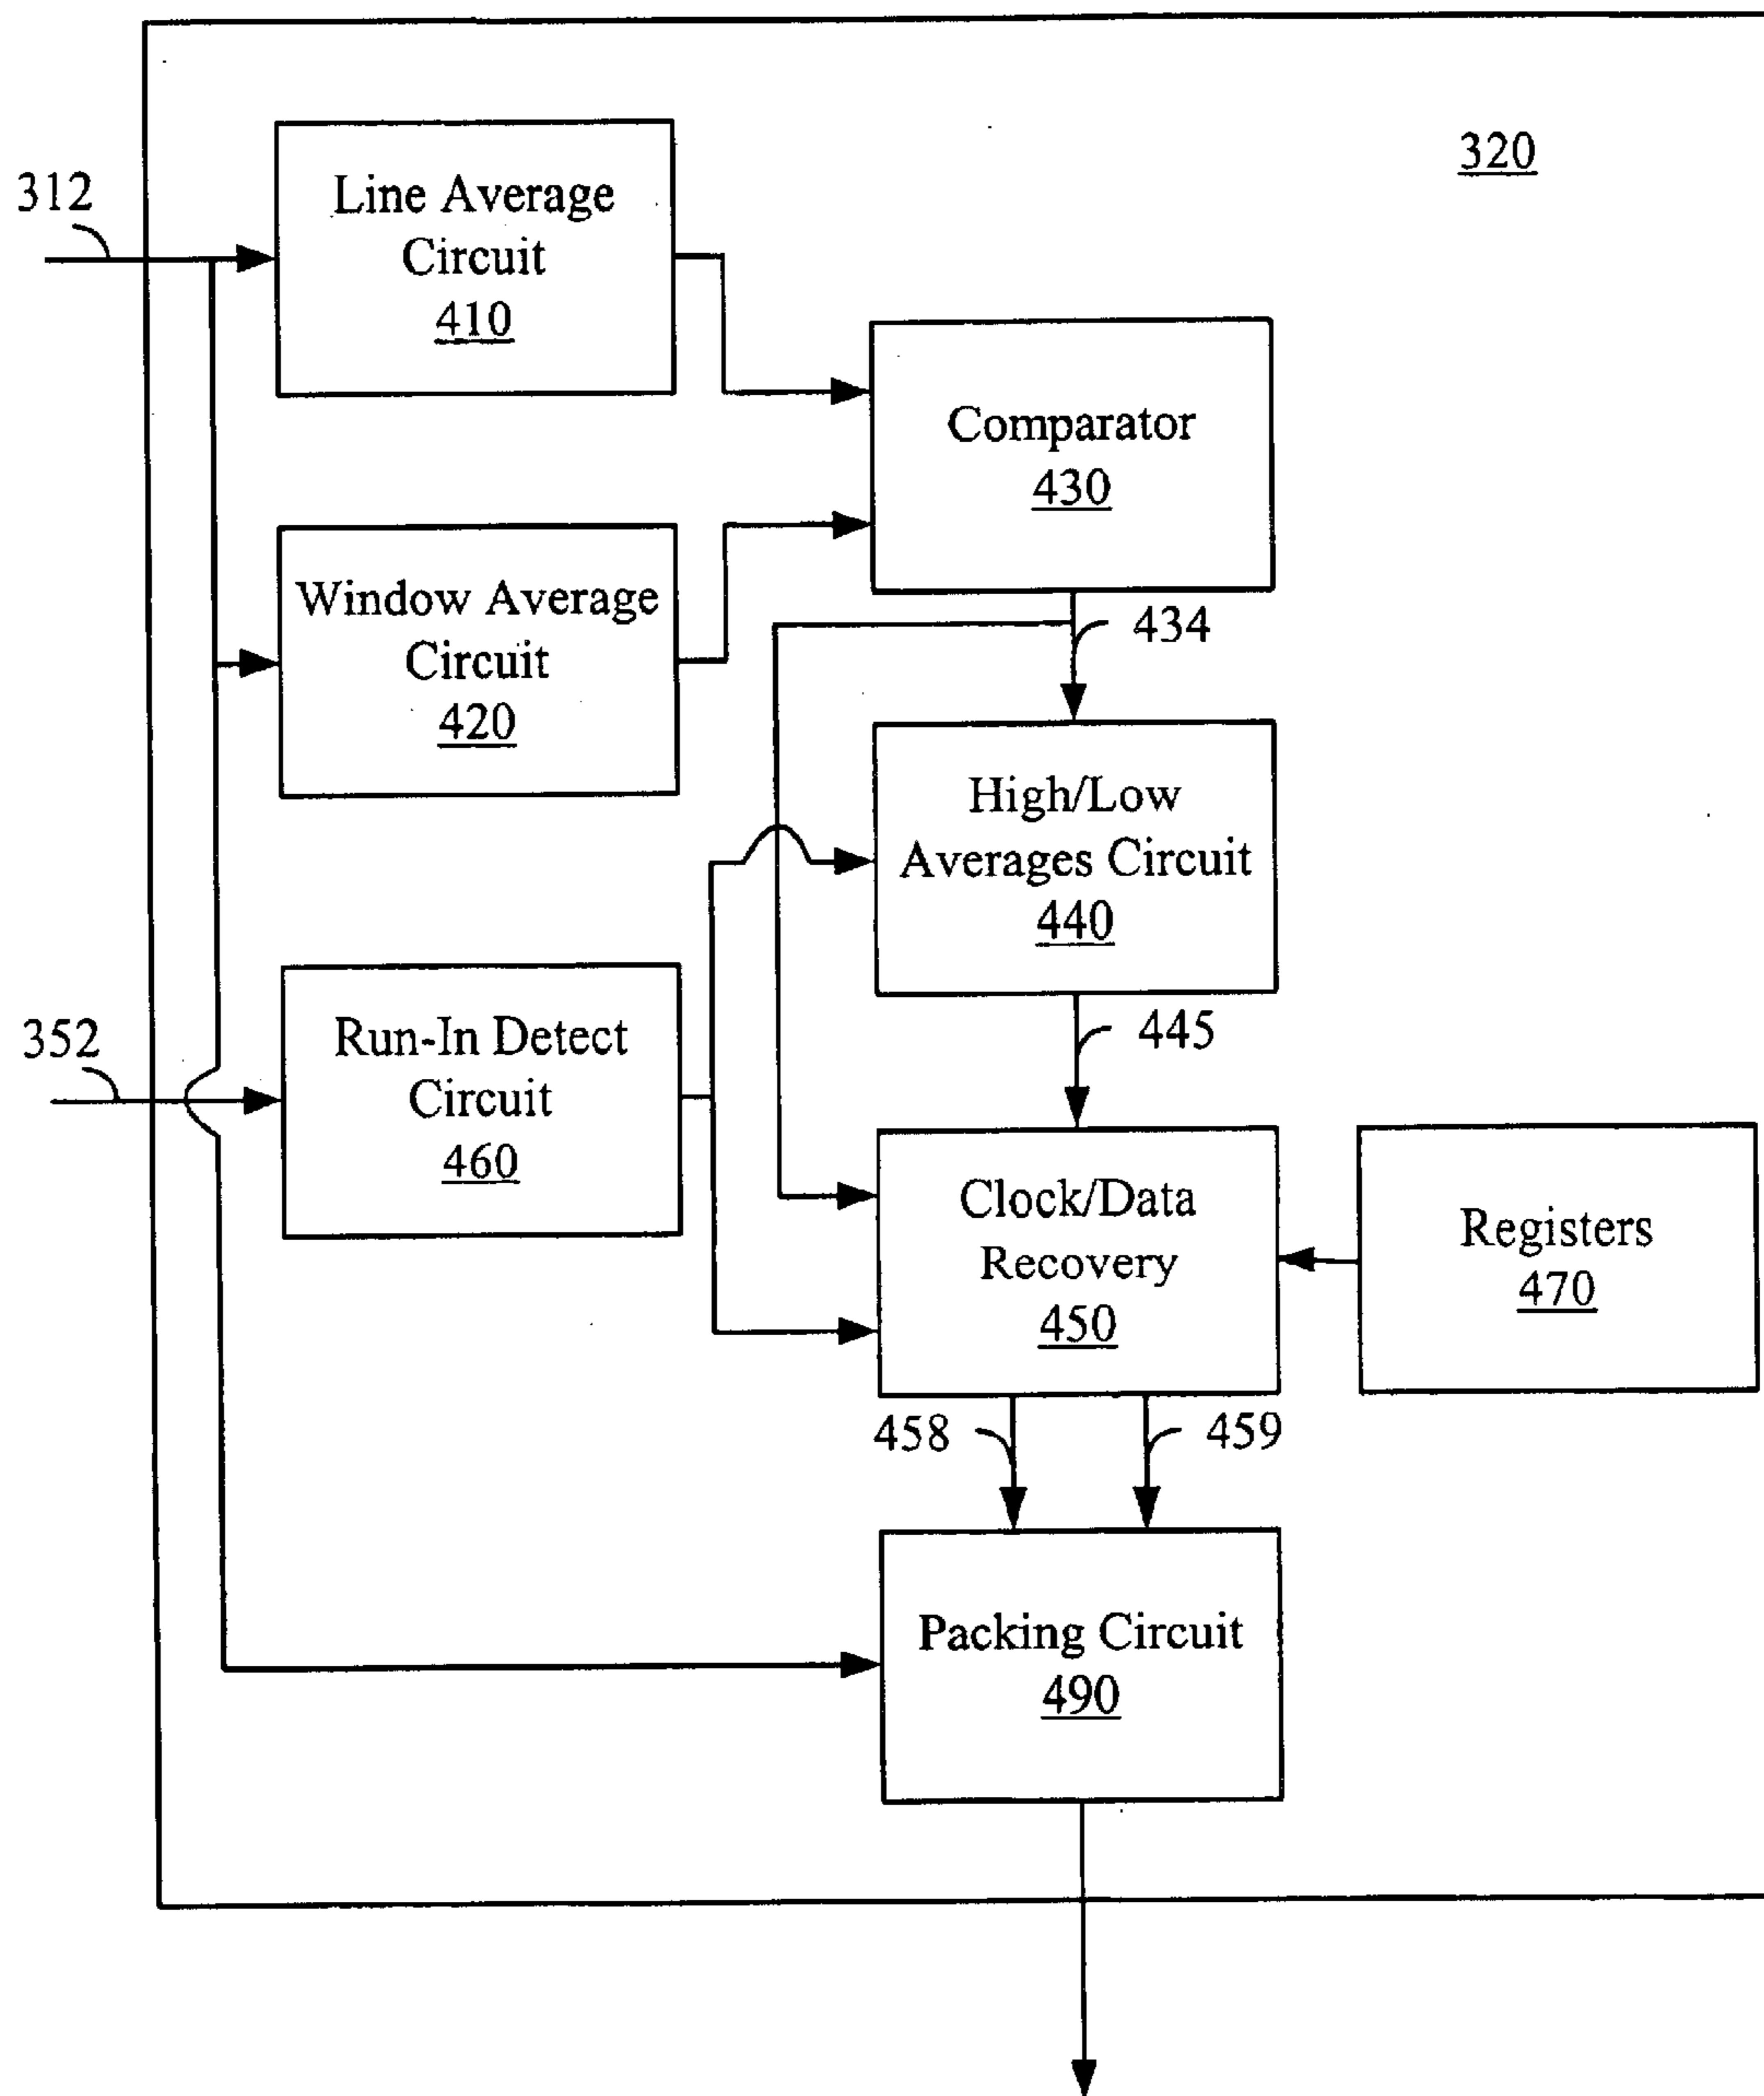 320
312
Line Average
Circuit
410
Comparator
430
434
Window Average
Circuit
420
High/Low
Averages Circuit
440
445
352
Run-In Detect
Circuit
460
Clock/Data
Recovery
450
Registers
470
458
459
Packing Circuit
490